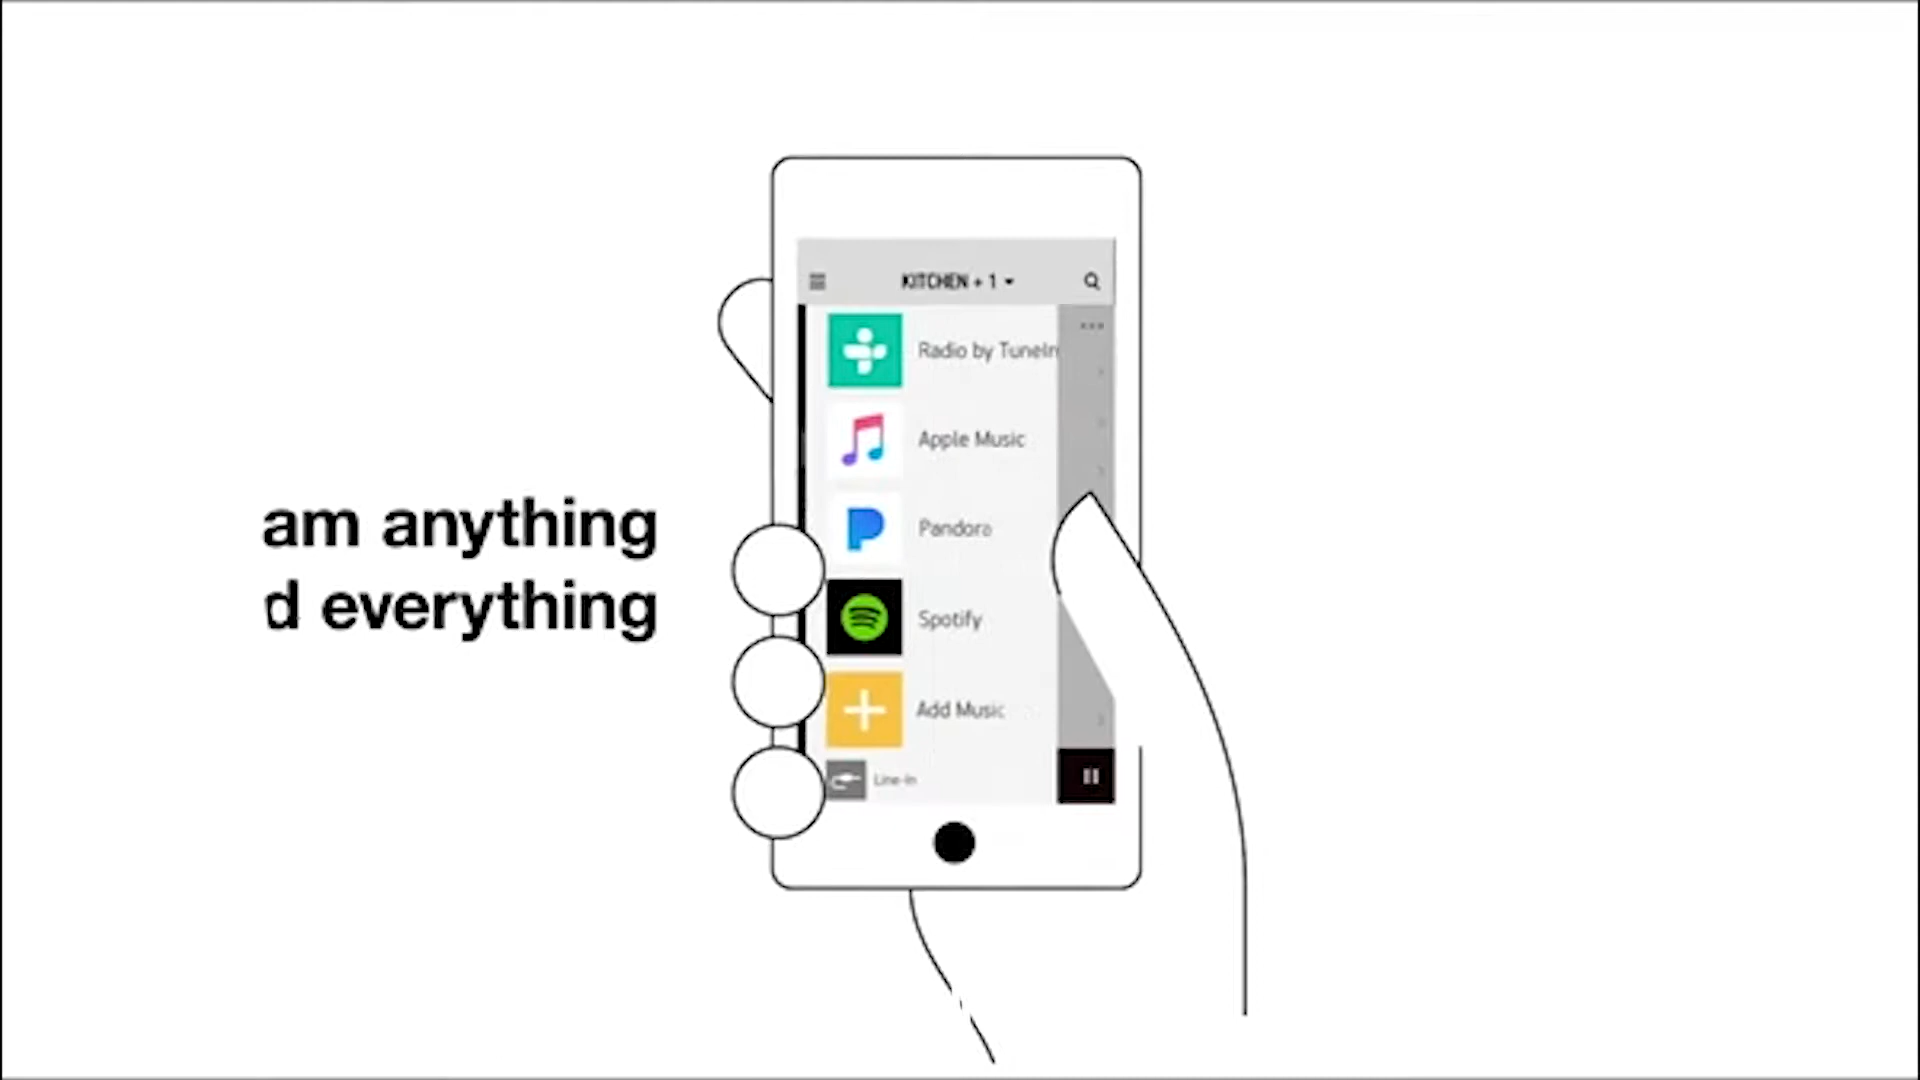 am anything
d everything
KITCHEN + 1
Radio by TuneIn
Apple Music
Pandora
Spotify
Add Music
Line-In